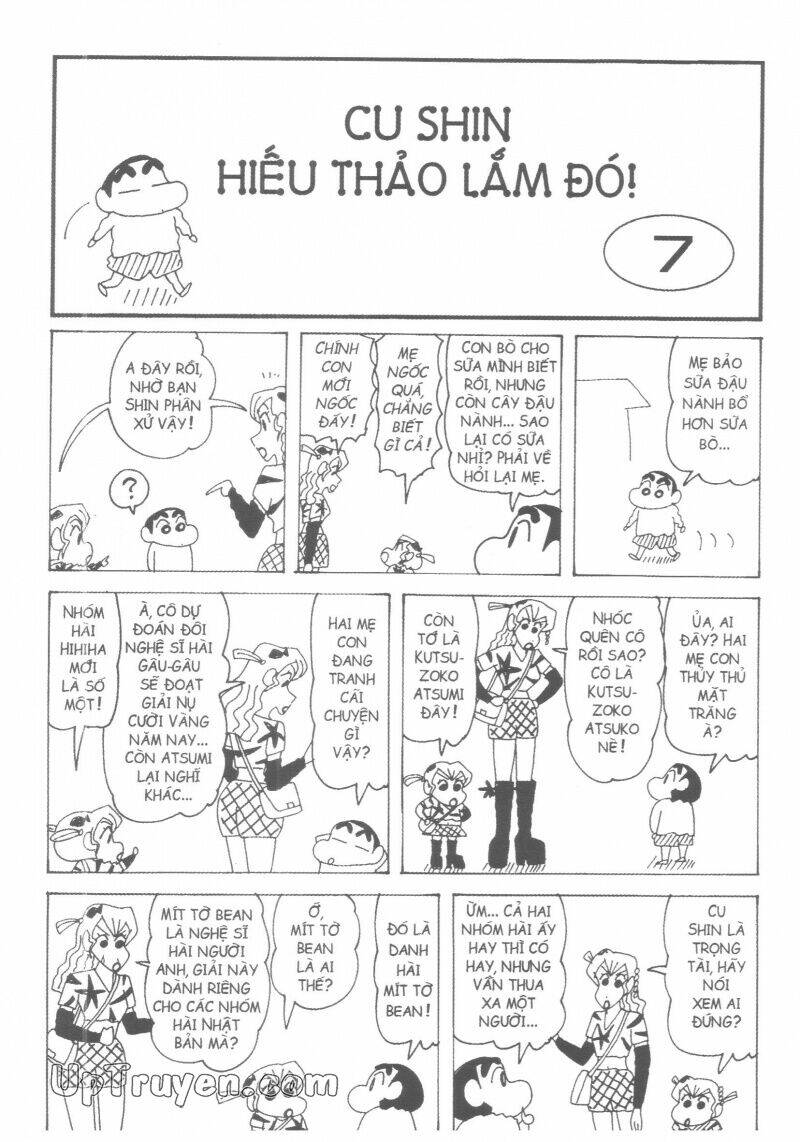 CU SHIN
HIẾU THẢO LẮM ĐÓ!
7
MẸ BẢO
SỮA ĐẬU
NÀNH BỔ
HƠN SỮA
BÒ...
CON BÒ CHO
SỮA MÌNH BIẾT
RỒI, NHƯNG
CÒN CÂY ĐẬU
NÀNH... SAO
LẠI CÓ SỮA
NHỈ? PHẢI VỀ
HỎI LẠI MẸ.
MẸ
NGỐC
QUÁ,
CHẲNG
BIẾT
GÌ CẢ!
CHÍNH
CON
MỚI
NGỐC
ĐẤY!
A ĐÂY RỒI,
NHỜ BẠN
SHIN PHÂN
XỬ VẬY!
?
ỦA, AI
ĐÂY? HAI
MẸ CON
THỦY THỦ
MẶT
TRĂNG
À?
NHÓC
QUÊN CÔ
RỒI SAO?
CÔ LÀ
KUTSU-
ZOKO
ATSUKO
NÈ!
CÒN
TỚ LÀ
KUTSU-
ZOKO
ATSUMI
ĐÂY!
HAI MẸ
CON
ĐANG
TRANH
CÃI
CHUYỆN
GÌ
VẬY?
À, CÔ DỰ
ĐOÁN ĐÔI
NGHỆ SĨ HÀI
GÂU-GÂU
SẼ ĐOẠT
GIẢI NỤ
CƯỜI VÀNG
NĂM NAY...
CÒN ATSUMI
LẠI NGHĨ
KHÁC...
NHÓM
HÀI
HIHIHA
MỚI
LÀ SỐ
MỘT!
CU
SHIN LÀ
TRỌNG
TÀI, HÃY
NÓI
XEM AI
ĐÚNG?
ỪM... CẢ HAI
NHÓM HÀI ẤY
HAY THÌ CÓ
HAY, NHƯNG
VẪN THUA
XA MỘT
NGƯỜI...
ĐÓ LÀ
DANH
HÀI
MÍT TỜ
BEAN!
Ơ,
MÍT TỜ
BEAN
LÀ AI
THẾ?
MÍT TỜ BEAN
LÀ NGHỆ SĨ
HÀI NGƯỜI
ANH, GIẢI NÀY
DÀNH RIÊNG
CHO CÁC NHÓM
HÀI NHẬT
BẢN MÀ?
UpTruyen.com